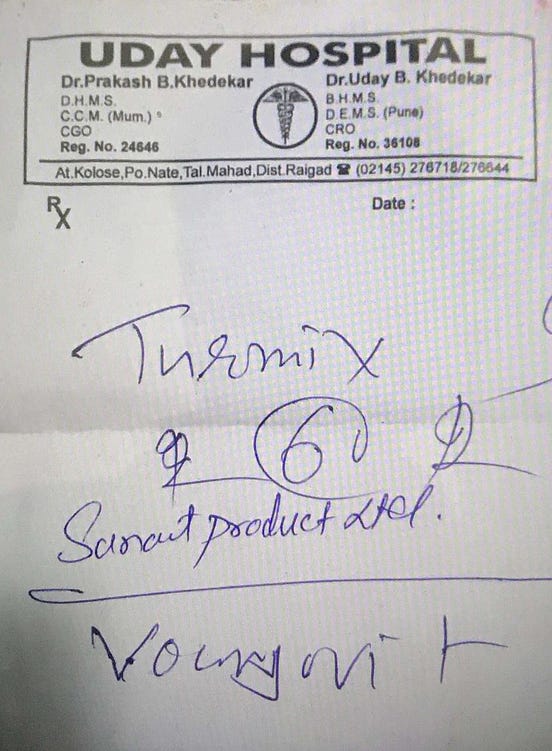 UDAY HOSPITAL
Dr.Prakash B.Khedekar
D.H.M.S.
C.C.M. (Mum.)
CGO
Reg. No. 24646
Dr.Uday B. Khedekar
B.H.M.S.
D.E.M.S. (Pune)
CRO
Reg. No. 36108
At.Kolose,Po.Nate,Tal.Mahad,Dist.Raigad ☎ (02145) 276718/276644
Rx
Date :
Turmix
Sanat product Ltd.